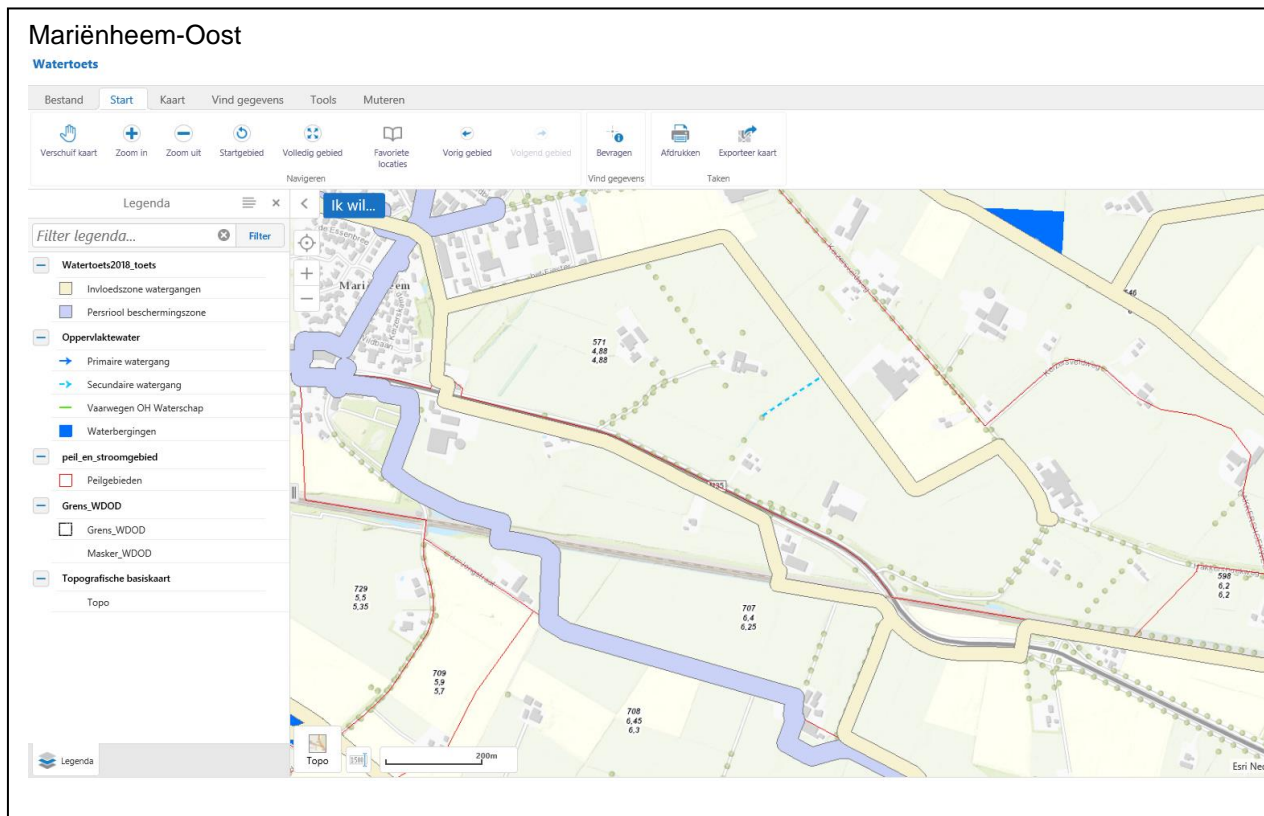 Mariënheem-Oost
Watertoets
Bestand Start Kaart Vind gegevens Tools Muteren
Verschuif kaart Zoom in Zoom uit Startgebied Volledig gebied Favoriete locaties Vorig gebied Volgend gebied Bevragen Afdrukken Exporteer kaart
Navigeren Vind gegevens Taken
Legenda
Ik wil...
Filter legenda... Filter
Watertoets2018_toets
Invloedszone watergangen
Persriool beschermingszone
Oppervlaktewater
Primaire watergang
Secundaire watergang
Vaarwegen OH Waterschap
Waterbergingen
peil_en_stroomgebied
Peilgebieden
Grens_WDOD
Grens_WDOD
Masker_WDOD
Topografische basiskaart
Topo
Legenda
de Essenbree
571
4,88
4,88
729
5,5
5,35
707
6,4
6,25
598
6,2
6,2
709
5,9
5,7
708
6,45
6,3
Topo
200m